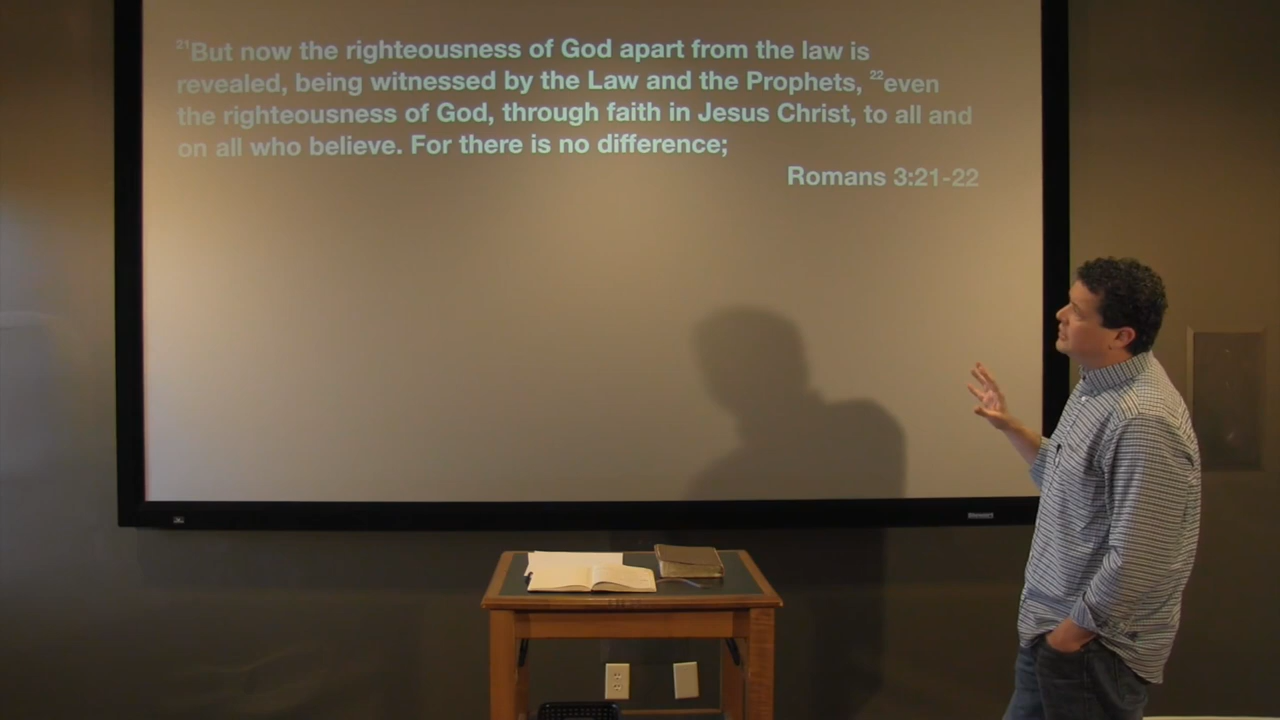 21But now the righteousness of God apart from the law is
revealed, being witnessed by the Law and the Prophets, 22even
the righteousness of God, through faith in Jesus Christ, to all and
on all who believe. For there is no difference;
Romans 3:21-22
Stewart